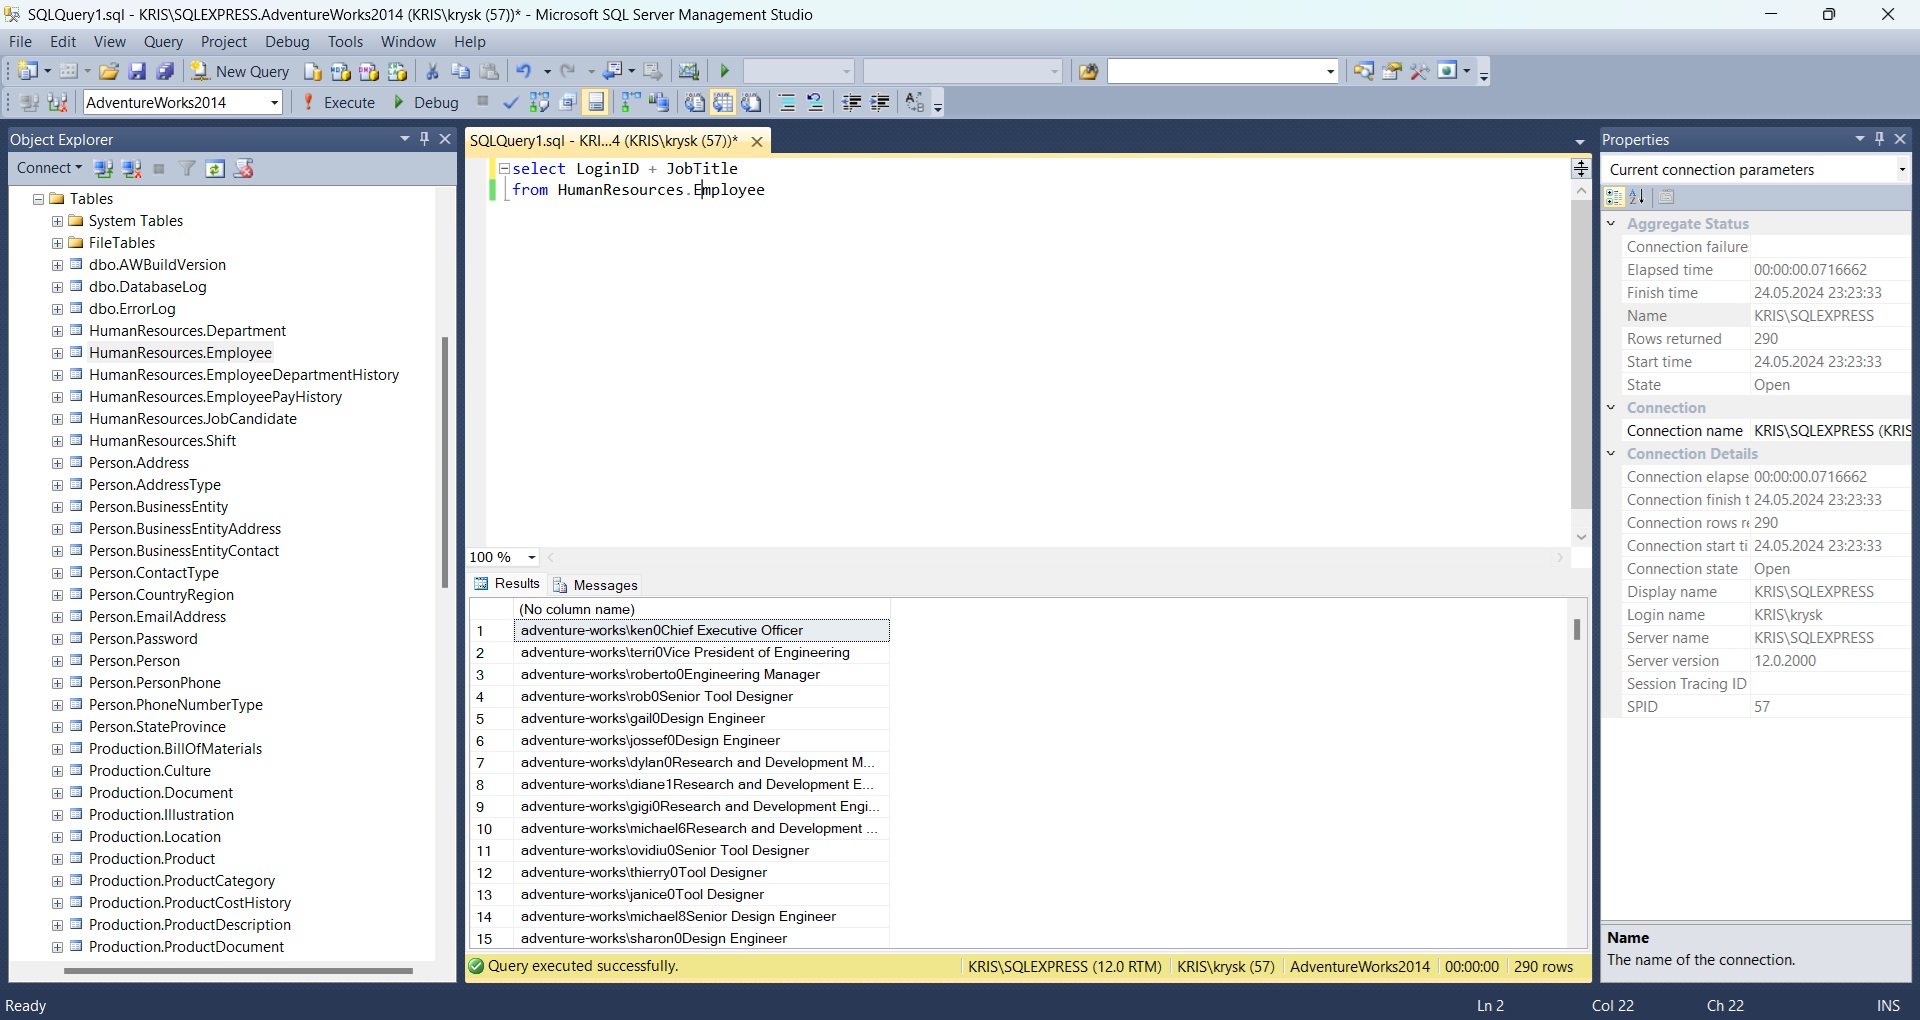 SQLQuery1.sql - KRIS\SQLEXPRESS.AdventureWorks2014 (KRIS\krysk (57))* - Microsoft SQL Server Management Studio
File Edit View Query Project Debug Tools Window Help
New Query
AdventureWorks2014 Execute Debug
Object Explorer
Connect
Tables
System Tables
FileTables
dbo.AWBuildVersion
dbo.DatabaseLog
dbo.ErrorLog
HumanResources.Department
HumanResources.Employee
HumanResources.EmployeeDepartmentHistory
HumanResources.EmployeePayHistory
HumanResources.JobCandidate
HumanResources.Shift
Person.Address
Person.AddressType
Person.BusinessEntity
Person.BusinessEntityAddress
Person.BusinessEntityContact
Person.ContactType
Person.CountryRegion
Person.EmailAddress
Person.Password
Person.Person
Person.PersonPhone
Person.PhoneNumberType
Person.StateProvince
Production.BillOfMaterials
Production.Culture
Production.Document
Production.Illustration
Production.Location
Production.Product
Production.ProductCategory
Production.ProductCostHistory
Production.ProductDescription
Production.ProductDocument
SQLQuery1.sql - KRI...4 (KRIS\krysk (57))*
select LoginID + JobTitle
from HumanResources.Employee
100 %
Results Messages
(No column name)
1 adventure-works\ken0Chief Executive Officer
2 adventure-works\terri0Vice President of Engineering
3 adventure-works\roberto0Engineering Manager
4 adventure-works\rob0Senior Tool Designer
5 adventure-works\gail0Design Engineer
6 adventure-works\jossef0Design Engineer
7 adventure-works\dylan0Research and Development M...
8 adventure-works\diane1Research and Development E...
9 adventure-works\gigi0Research and Development Engi...
10 adventure-works\michael6Research and Development ...
11 adventure-works\ovidiu0Senior Tool Designer
12 adventure-works\thierry0Tool Designer
13 adventure-works\janice0Tool Designer
14 adventure-works\michael8Senior Design Engineer
15 adventure-works\sharon0Design Engineer
Query executed successfully. KRIS\SQLEXPRESS (12.0 RTM) KRIS\krysk (57) AdventureWorks2014 00:00:00 290 rows
Properties
Current connection parameters
Aggregate Status
Connection failure
Elapsed time 00:00:00.0716662
Finish time 24.05.2024 23:23:33
Name KRIS\SQLEXPRESS
Rows returned 290
Start time 24.05.2024 23:23:33
State Open
Connection
Connection name KRIS\SQLEXPRESS (KRIS
Connection Details
Connection elapse 00:00:00.0716662
Connection finish t 24.05.2024 23:23:33
Connection rows re 290
Connection start ti 24.05.2024 23:23:33
Connection state Open
Display name KRIS\SQLEXPRESS
Login name KRIS\krysk
Server name KRIS\SQLEXPRESS
Server version 12.0.2000
Session Tracing ID
SPID 57
Name
The name of the connection.
Ready Ln 2 Col 22 Ch 22 INS